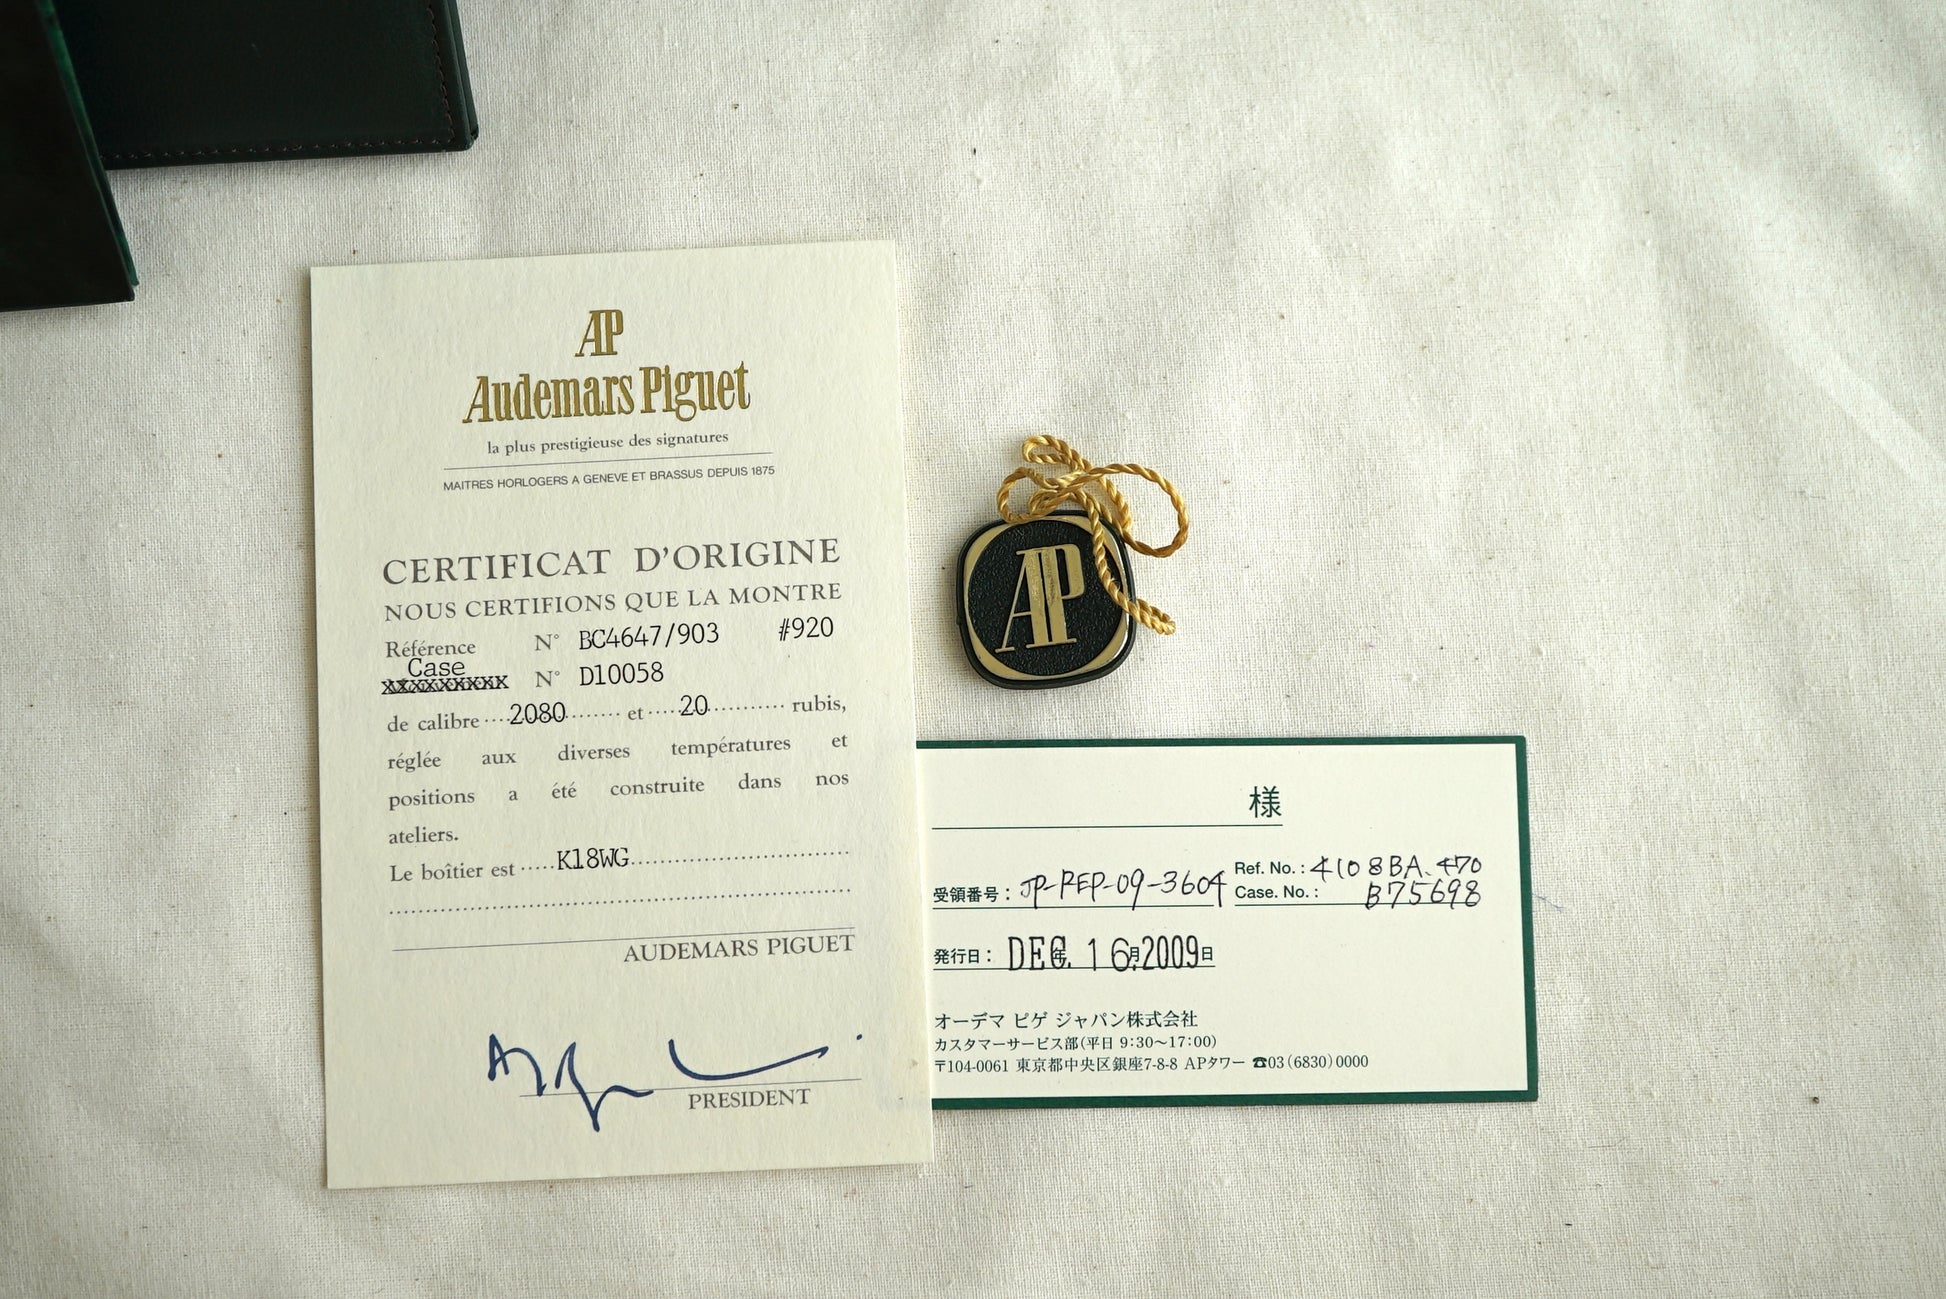 AP
Audemars Piguet
la plus prestigieuse des signatures
MAITRES HORLOGERS A GENEVE ET BRASSUS DEPUIS 1875
CERTIFICAT D'ORIGINE
NOUS CERTIFIONS QUE LA MONTRE
Référence N° BC4647/903 #920
Case
xxxxxxxxxx N° D10058
de calibre 2080 et 20 rubis,
réglée aux diverses températures et
positions a été construite dans nos
ateliers.
Le boîtier est K18WG
AUDEMARS PIGUET
PRESIDENT
AP
様
受領番号: JP-REP-09-3604
Ref. No.: 4108BA.470
Case. No.: B75698
発行日: DEC. 年 16 月 2009 日
オーデマ ピゲ ジャパン株式会社
カスタマーサービス部(平日 9:30~17:00)
〒104-0061 東京都中央区銀座7-8-8 APタワー ☎03(6830)0000